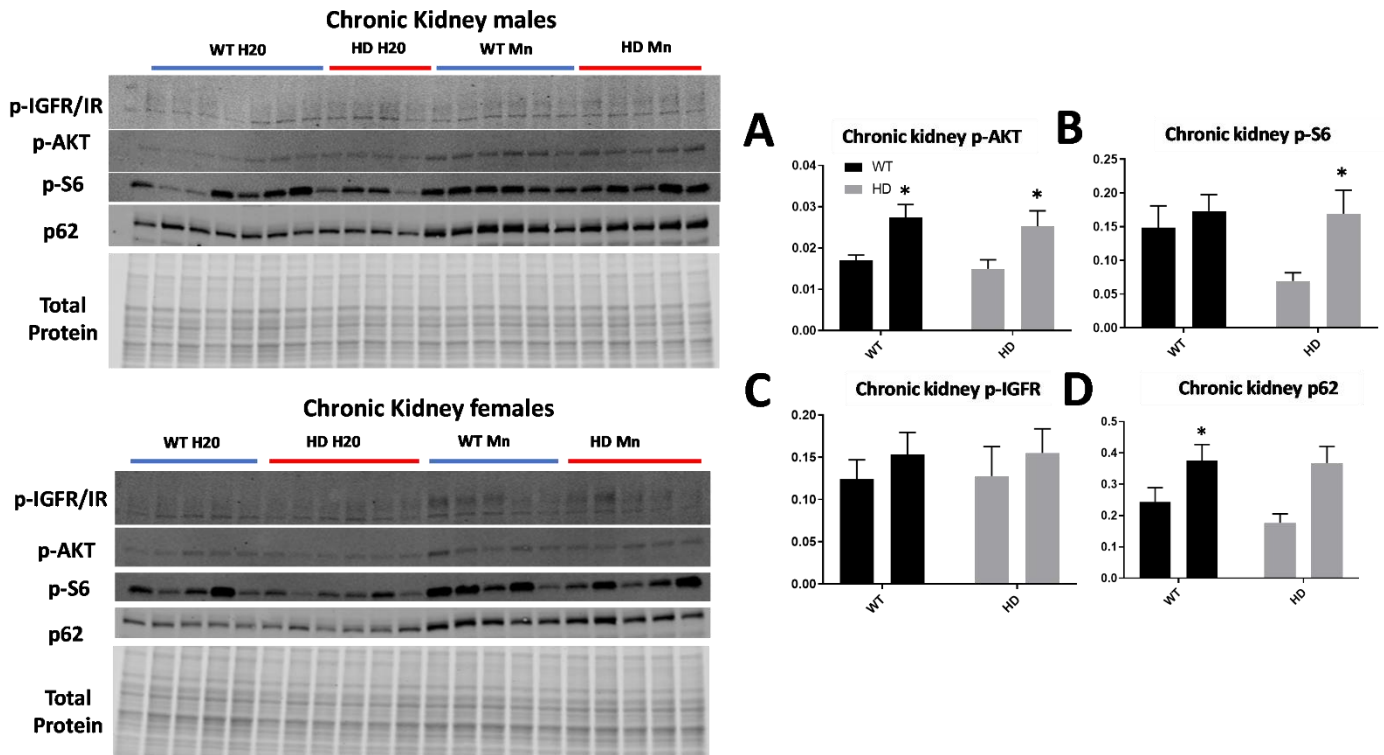 Chronic Kidney males
WT H20 HD H20 WT Mn HD Mn
p-IGFR/IR
p-AKT
p-S6
p62
Total
Protein
Chronic Kidney females
WT H20 HD H20 WT Mn HD Mn
p-IGFR/IR
p-AKT
p-S6
p62
Total
Protein
A
Chronic kidney p-AKT
WT
HD
0.04
0.03
0.02
0.01
0.00
* *
WT HD
B
Chronic kidney p-S6
0.25
0.20
0.15
0.10
0.05
0.00
*
WT HD
C
Chronic kidney p-IGFR
0.20
0.15
0.10
0.05
0.00
WT HD
D
Chronic kidney p62
0.5
0.4
0.3
0.2
0.1
0.0
*
WT HD